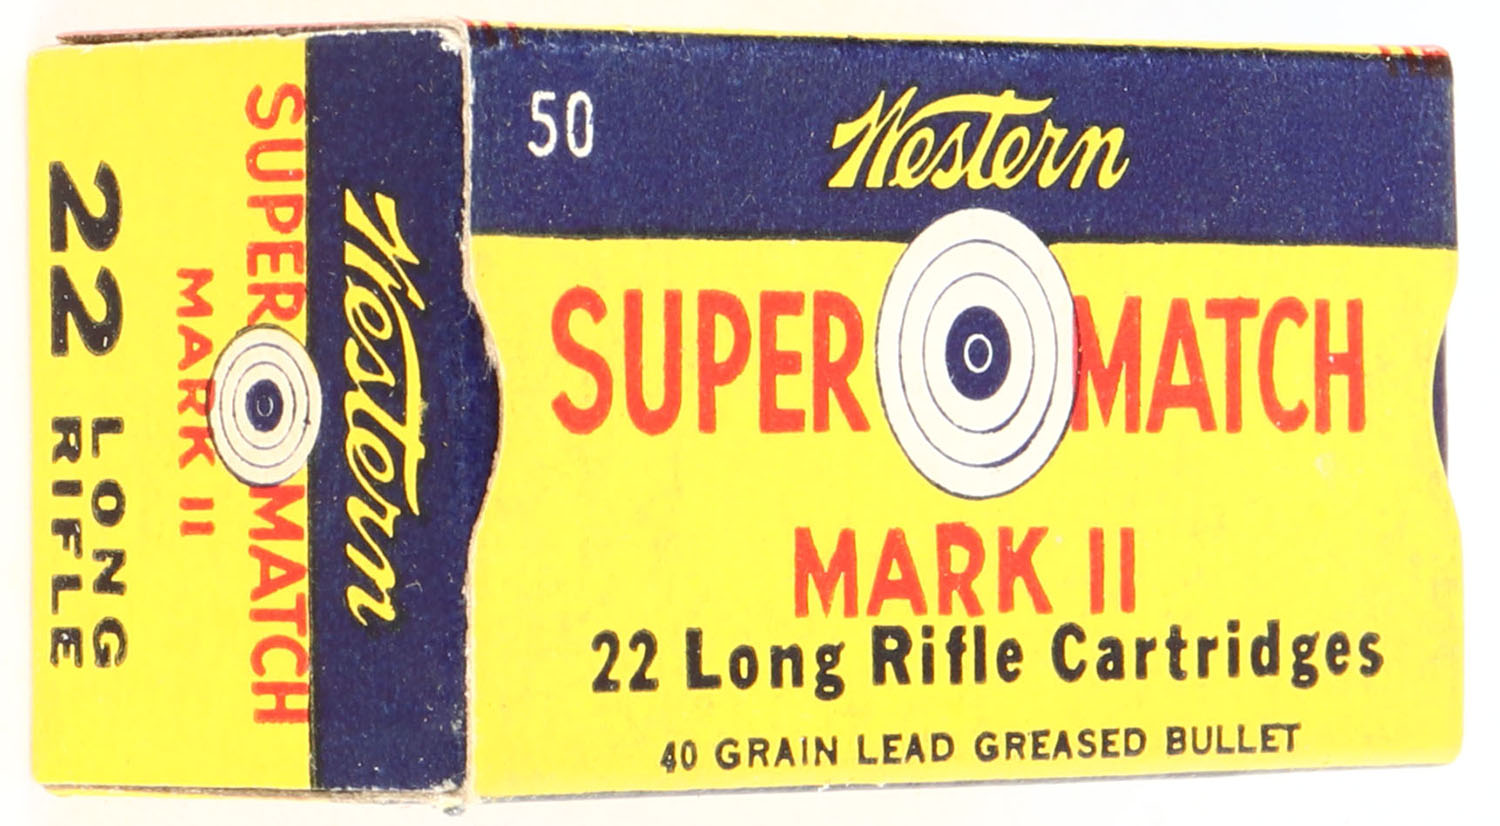 50
Western
SUPER MATCH
MARK II
22 Long Rifle Cartridges
40 GRAIN LEAD GREASED BULLET
Western
SUPER MATCH
MARK II
22 LONG
RIFLE